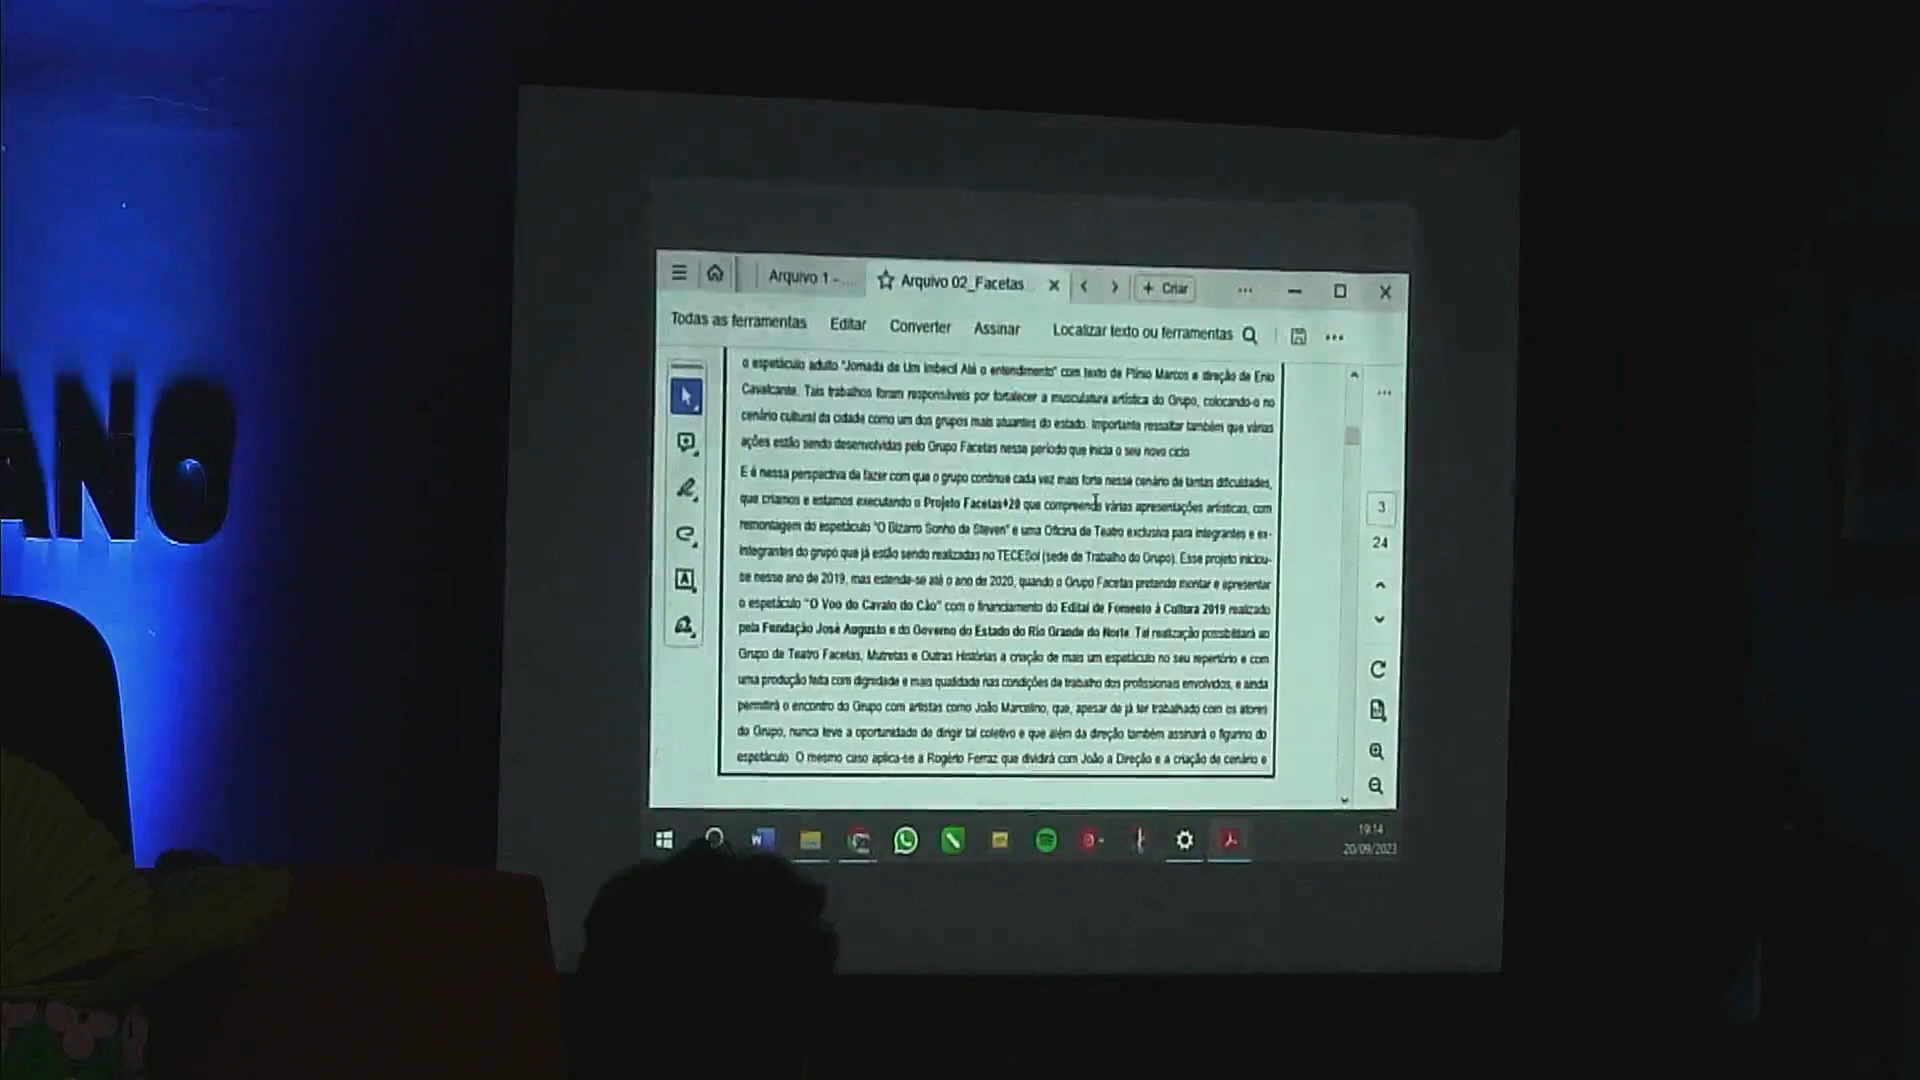 ANO
Arquivo 1 -...
Arquivo 02_Facetas
+ Criar
Todas as ferramentas Editar Converter Assinar Localizar texto ou ferramentas
o espetáculo adulto "Jornada de Um Imbecil Até o entendimento" com texto de Plínio Marcos e direção de Enio
Cavalcante. Tais trabalhos foram responsáveis por fortalecer a musculatura artística do Grupo, colocando-o no
cenário cultural da cidade como um dos grupos mais atuantes do estado. Importante ressaltar também que várias
ações estão sendo desenvolvidas pelo Grupo Facetas nesse período que inicia o seu novo ciclo
E é nessa perspectiva de fazer com que o grupo continue cada vez mais forte nesse cenário de tantas dificuldades,
que criamos e estamos executando o Projeto Facetas+20 que compreende várias apresentações artísticas, com
remontagem do espetáculo "O Bizarro Sonho de Steven" e uma Oficina de Teatro exclusiva para integrantes e ex-
integrantes do grupo que já estão sendo realizadas no TECESol (sede de Trabalho do Grupo). Esse projeto iniciou-
se nesse ano de 2019, mas estende-se até o ano de 2020, quando o Grupo Facetas pretende montar e apresentar
o espetáculo "O Voo do Cavalo do Cão" com o financiamento do Edital de Fomento à Cultura 2019 realizado
pela Fundação José Augusto e do Governo do Estado do Rio Grande do Norte. Tal realização possibilitará ao
Grupo de Teatro Facetas, Mutretas e Outras Histórias a criação de mais um espetáculo no seu repertório e com
uma produção feita com dignidade e mais qualidade nas condições de trabalho dos profissionais envolvidos, e ainda
permitirá o encontro do Grupo com artistas como João Marcelino, que, apesar de já ter trabalhado com os atores
do Grupo, nunca teve a oportunidade de dirigir tal coletivo e que além da direção também assinará o figurino do
espetáculo. O mesmo caso aplica-se a Rogério Ferraz que dividirá com João a Direção e a criação de cenário e
3
24
19:14
20/09/2023